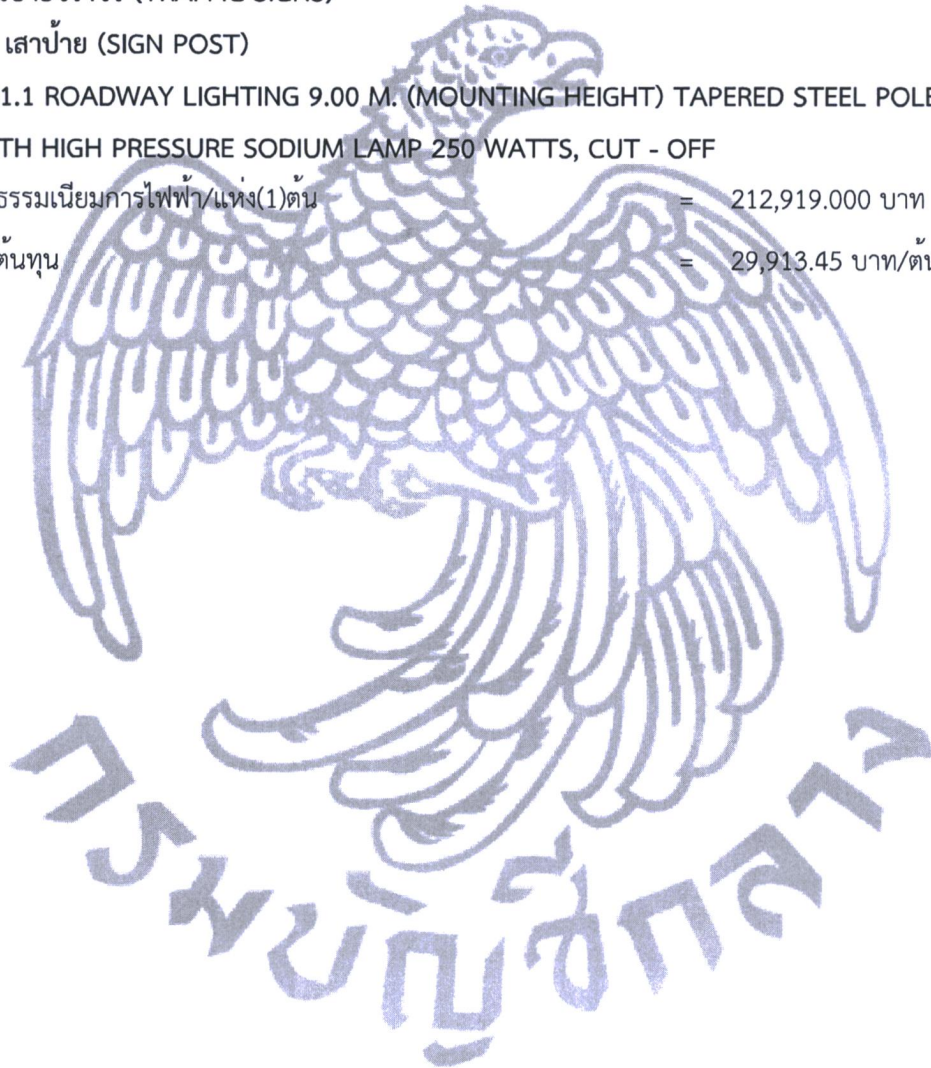 (TRAFFIC SIGNS)
เสาป้าย (SIGN POST)
1.1 ROADWAY LIGHTING 9.00 M. (MOUNTING HEIGHT) TAPERED STEEL POLE
TH HIGH PRESSURE SODIUM LAMP 250 WATTS, CUT - OFF
ธรรมเนียมการไฟฟ้า/แห่ง(1)ต้น = 212,919.000 บาท
ต้นทุน = 29,913.45 บาท/ต้น
กรมบัญชีกลาง